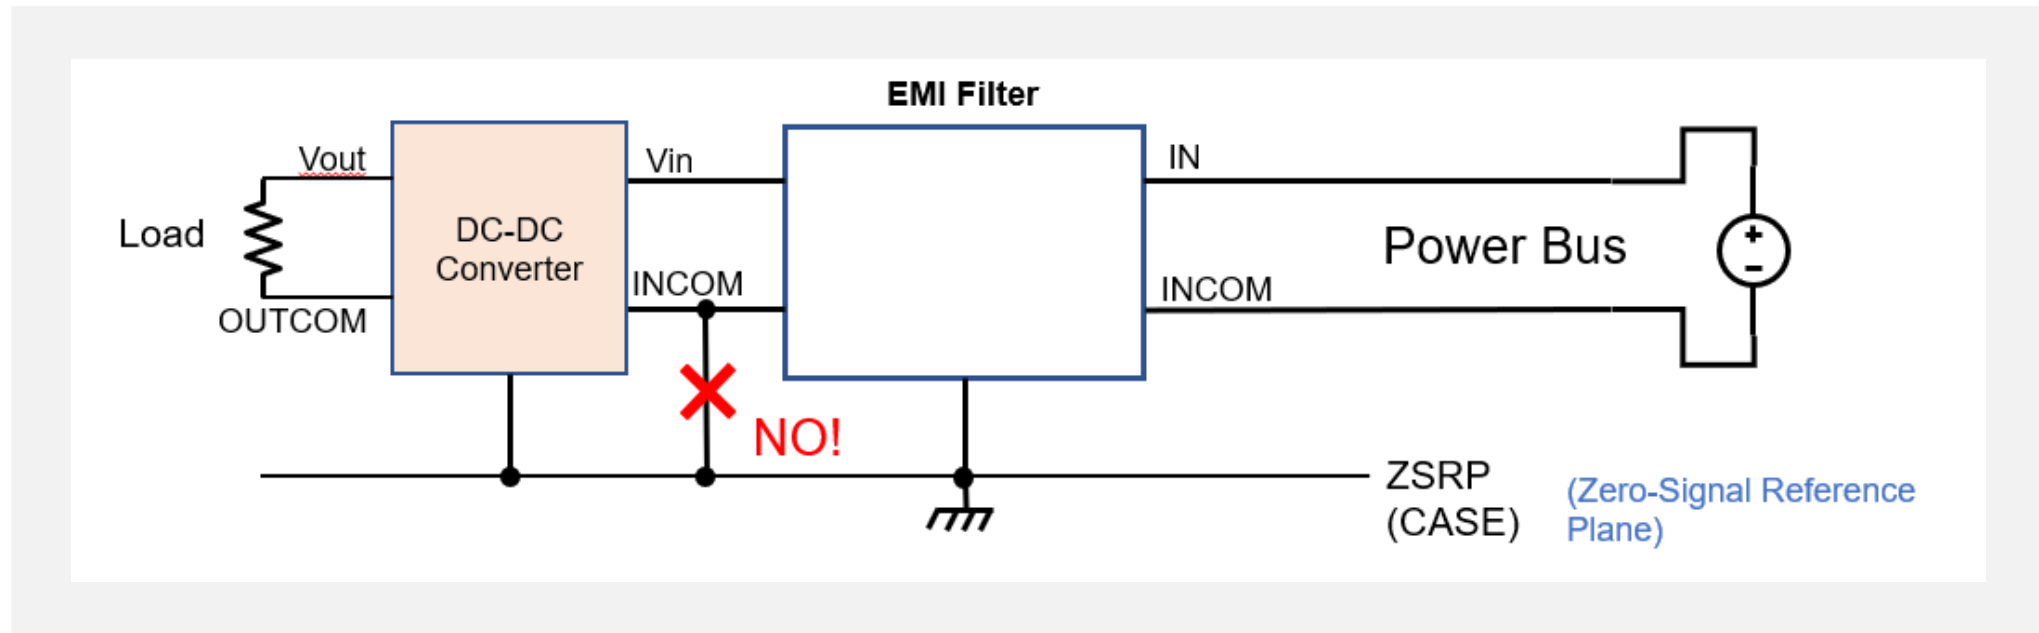 EMI Filter
Vout
Vin
IN
Load
DC-DC
Converter
Power Bus
+
−
INCOM
INCOM
OUTCOM
NO!
ZSRP
(CASE)
(Zero-Signal Reference
Plane)